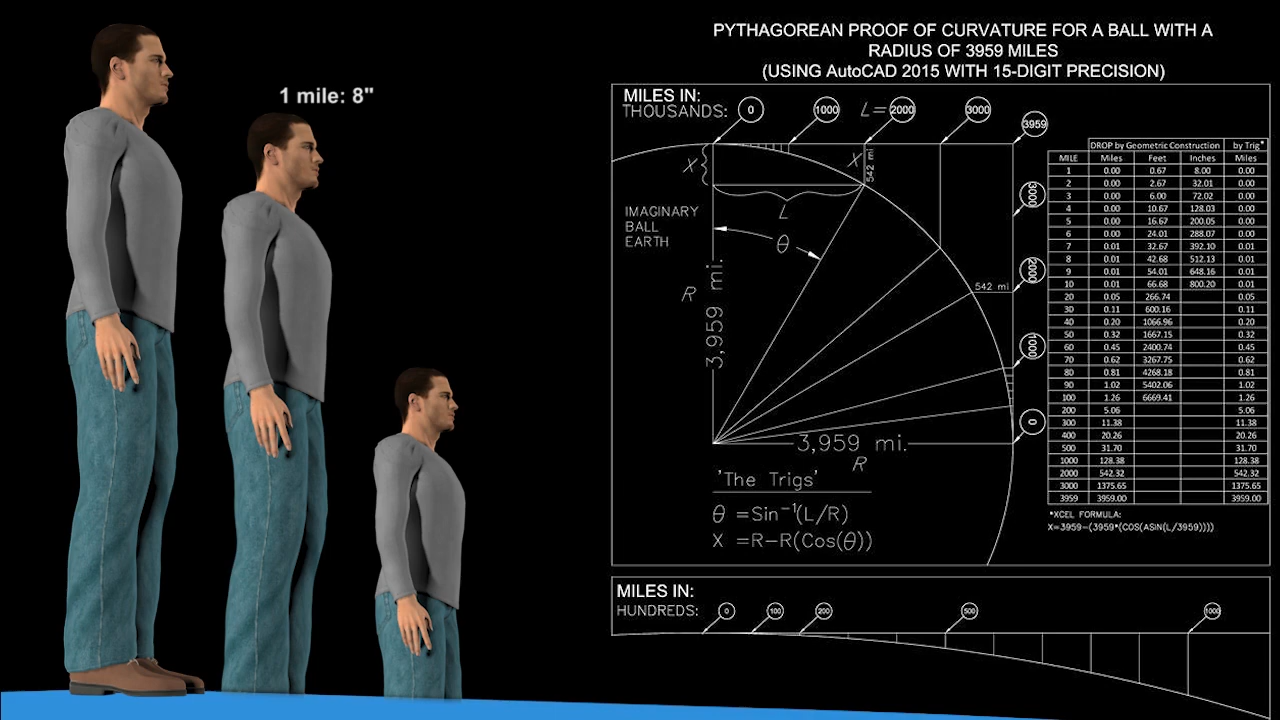 1 mile: 8"
PYTHAGOREAN PROOF OF CURVATURE FOR A BALL WITH A
RADIUS OF 3959 MILES
(USING AutoCAD 2015 WITH 15-DIGIT PRECISION)
MILES IN:
THOUSANDS: 0 1000 L=2000 3000 3959
X
X
542 mi
L
IMAGINARY
BALL
EARTH
θ
R
3,959 mi.
3000
2000
542 mi
1000
0
3,959 mi.
R
'The Trigs'
θ =Sin⁻¹(L/R)
X =R-R(Cos(θ))
DROP by Geometric Construction by Trig*
MILE Miles Feet Inches Miles
1 0.00 0.67 8.00 0.00
2 0.00 2.67 32.01 0.00
3 0.00 6.00 72.02 0.00
4 0.00 10.67 128.03 0.00
5 0.00 16.67 200.05 0.00
6 0.00 24.01 288.07 0.00
7 0.01 32.67 392.10 0.01
8 0.01 42.68 512.13 0.01
9 0.01 54.01 648.16 0.01
10 0.01 66.68 800.20 0.01
20 0.05 266.74 0.05
30 0.11 600.16 0.11
40 0.20 1066.96 0.20
50 0.32 1667.15 0.32
60 0.45 2400.74 0.45
70 0.62 3267.75 0.62
80 0.81 4268.18 0.81
90 1.02 5402.06 1.02
100 1.26 6669.41 1.26
200 5.06 5.06
300 11.38 11.38
400 20.26 20.26
500 31.70 31.70
1000 128.38 128.38
2000 542.32 542.32
3000 1375.65 1375.65
3959 3959.00 3959.00
*XCEL FORMULA:
X=3959-(3959*(COS(ASIN(L/3959))))
MILES IN:
HUNDREDS: 0 100 200 500 1000